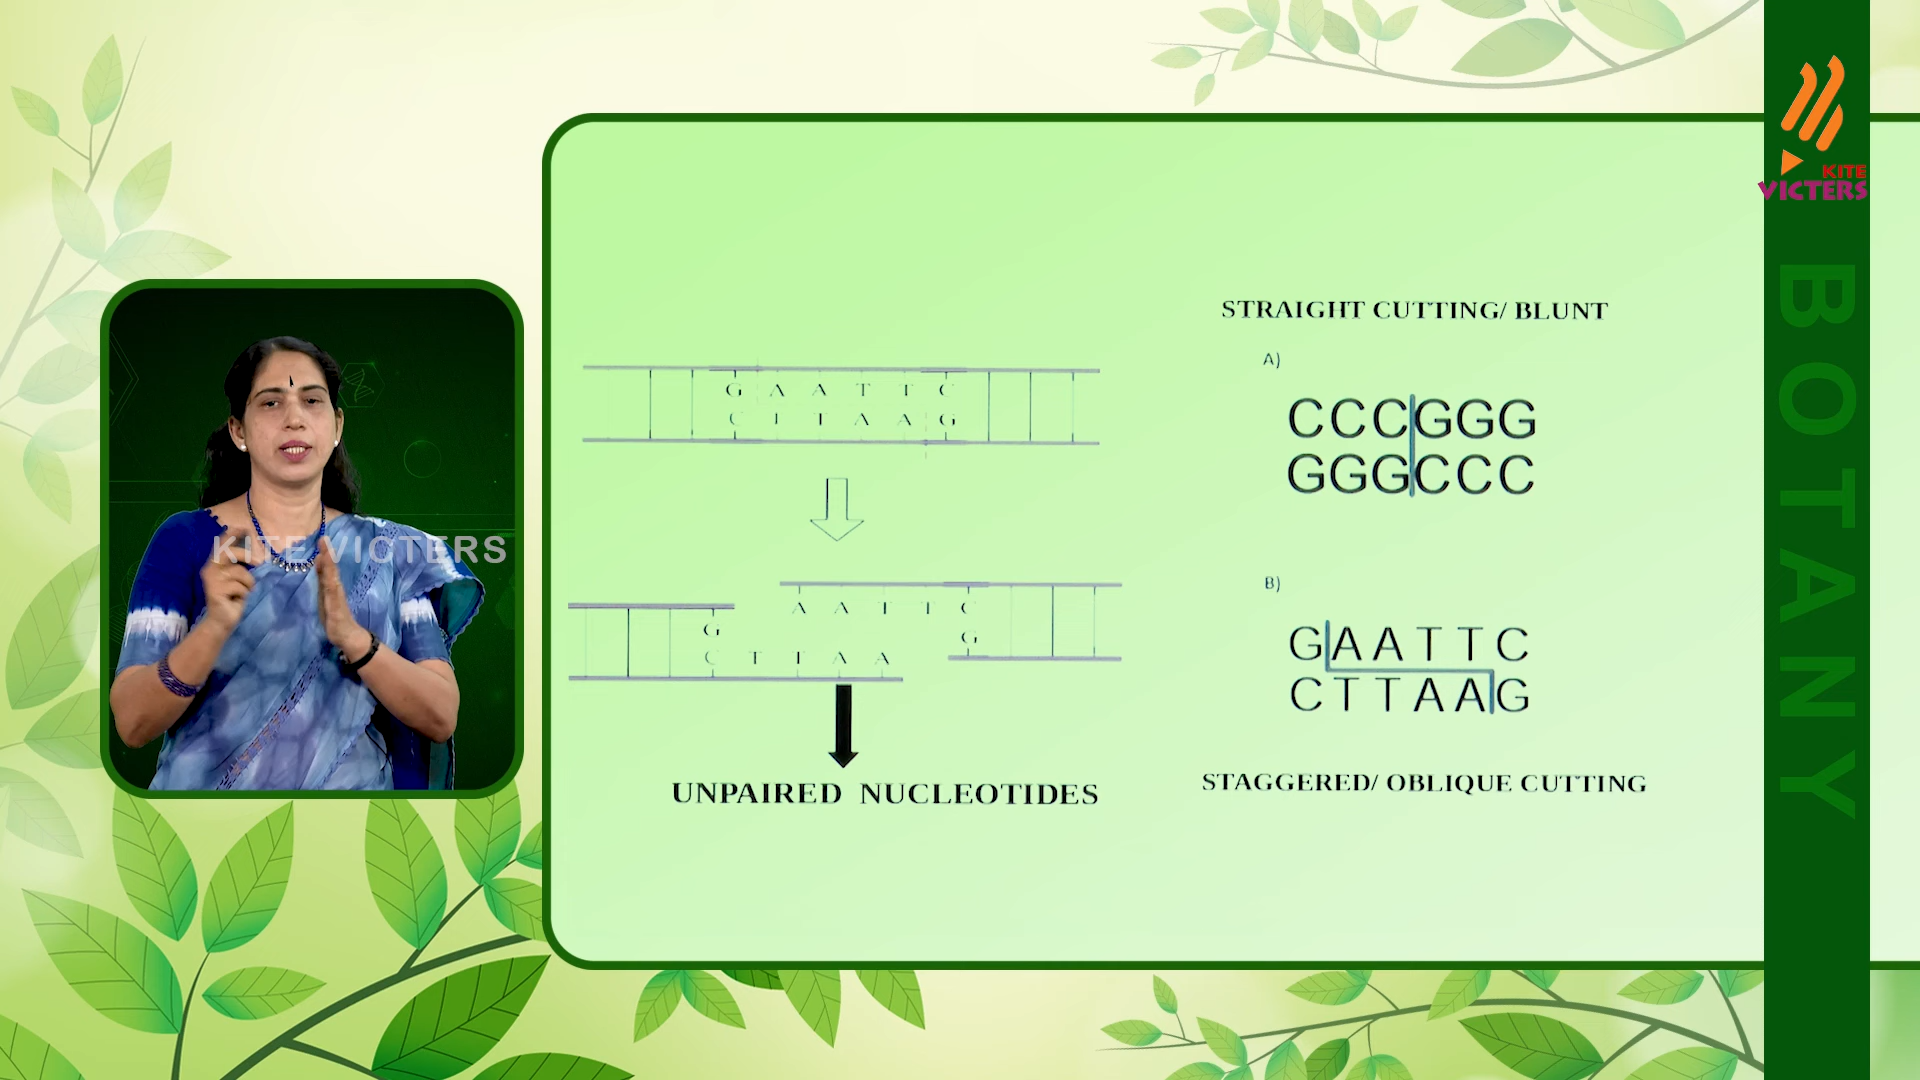 KITE
VICTERS
BOTANY
KITE VICTERS
G A A T T C
C T T A A G
A A T T C
G
G
C T T A A
UNPAIRED NUCLEOTIDES
STRAIGHT CUTTING/ BLUNT
A)
CCCGGG
GGGCCC
B)
GAATTC
CTTAAG
STAGGERED/ OBLIQUE CUTTING